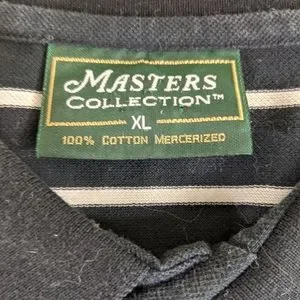 MASTERS
COLLECTION™
XL
100% COTTON MERCERIZED